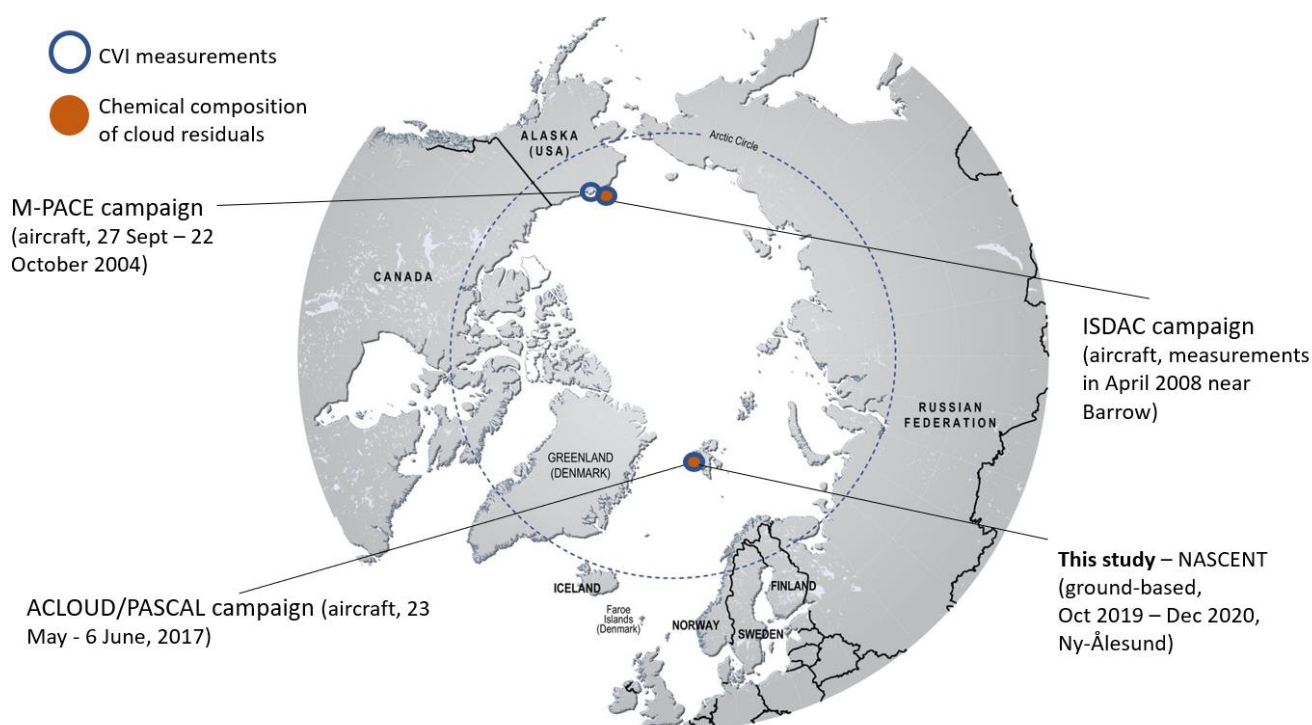 CVI measurements
Chemical composition
of cloud residuals
ALASKA
(USA)
Arctic Circle
M-PACE campaign
(aircraft, 27 Sept – 22
October 2004)
CANADA
ISDAC campaign
(aircraft, measurements
in April 2008 near
Barrow)
RUSSIAN
FEDERATION
GREENLAND
(DENMARK)
This study – NASCENT
(ground-based,
Oct 2019 – Dec 2020,
Ny-Ålesund)
ICELAND
FINLAND
Faroe
Islands
(Denmark)
NORWAY
SWEDEN
ACLOUD/PASCAL campaign (aircraft, 23
May - 6 June, 2017)